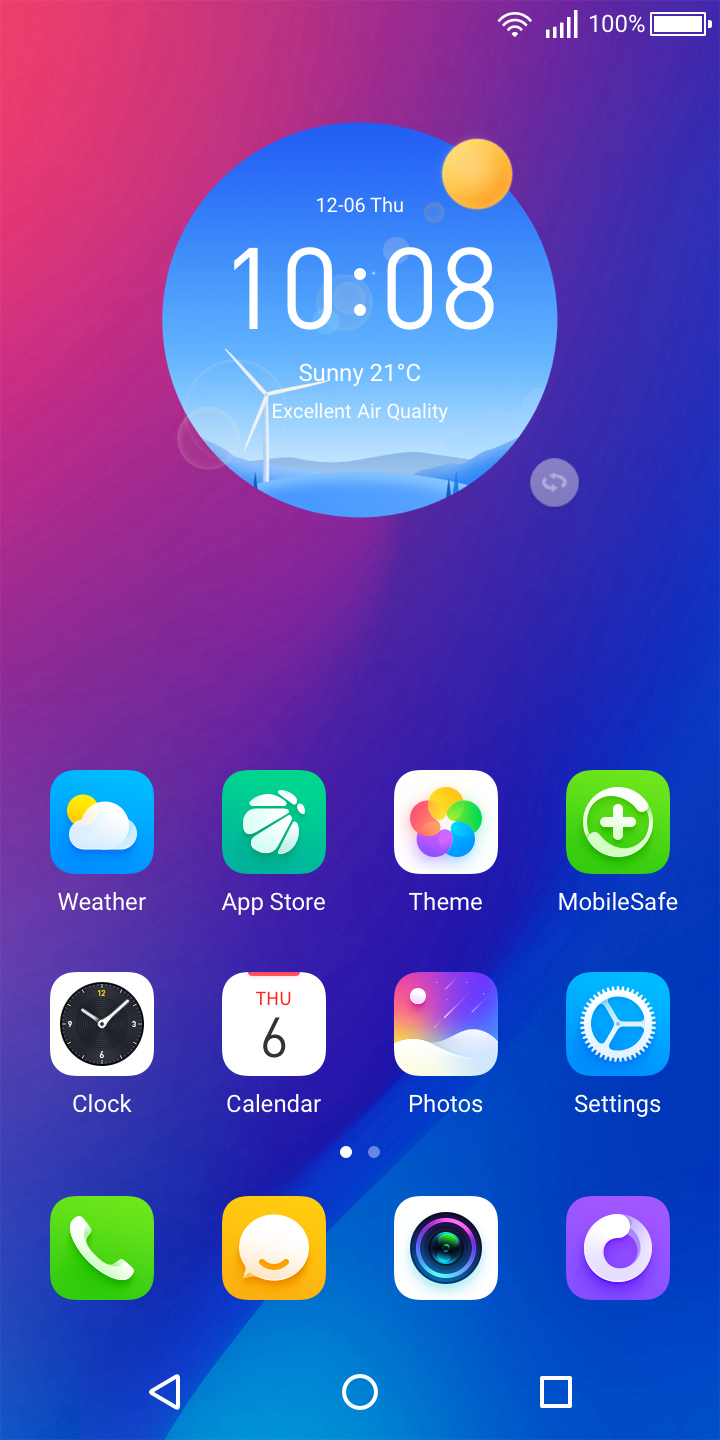 100%
12-06 Thu
10:08
Sunny 21°C
Excellent Air Quality
Weather App Store Theme MobileSafe
12
9 3
6
THU
6
Clock Calendar Photos Settings